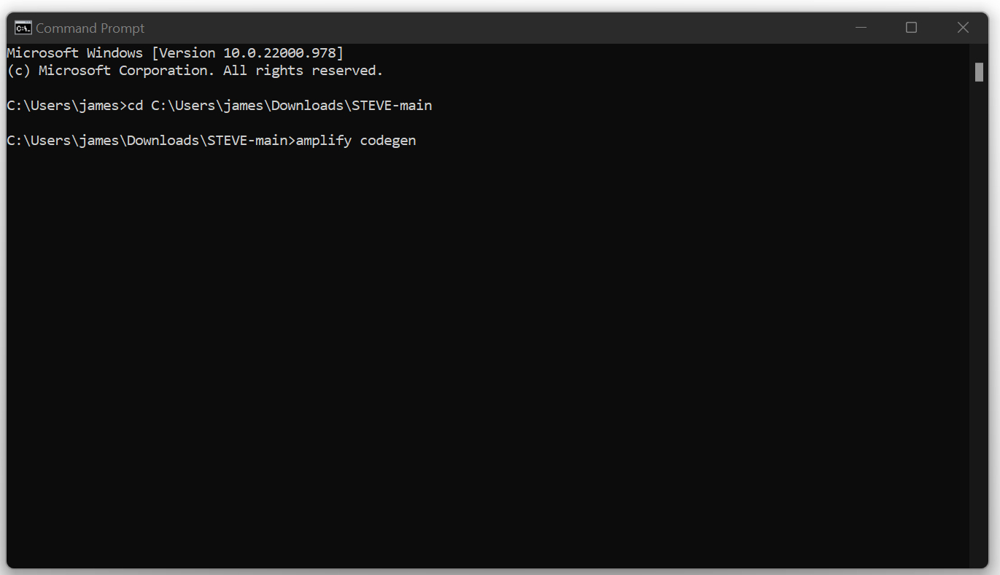 Command Prompt
Microsoft Windows [Version 10.0.22000.978]
(c) Microsoft Corporation. All rights reserved.
C:\Users\james>cd C:\Users\james\Downloads\STEVE-main
C:\Users\james\Downloads\STEVE-main>amplify codegen